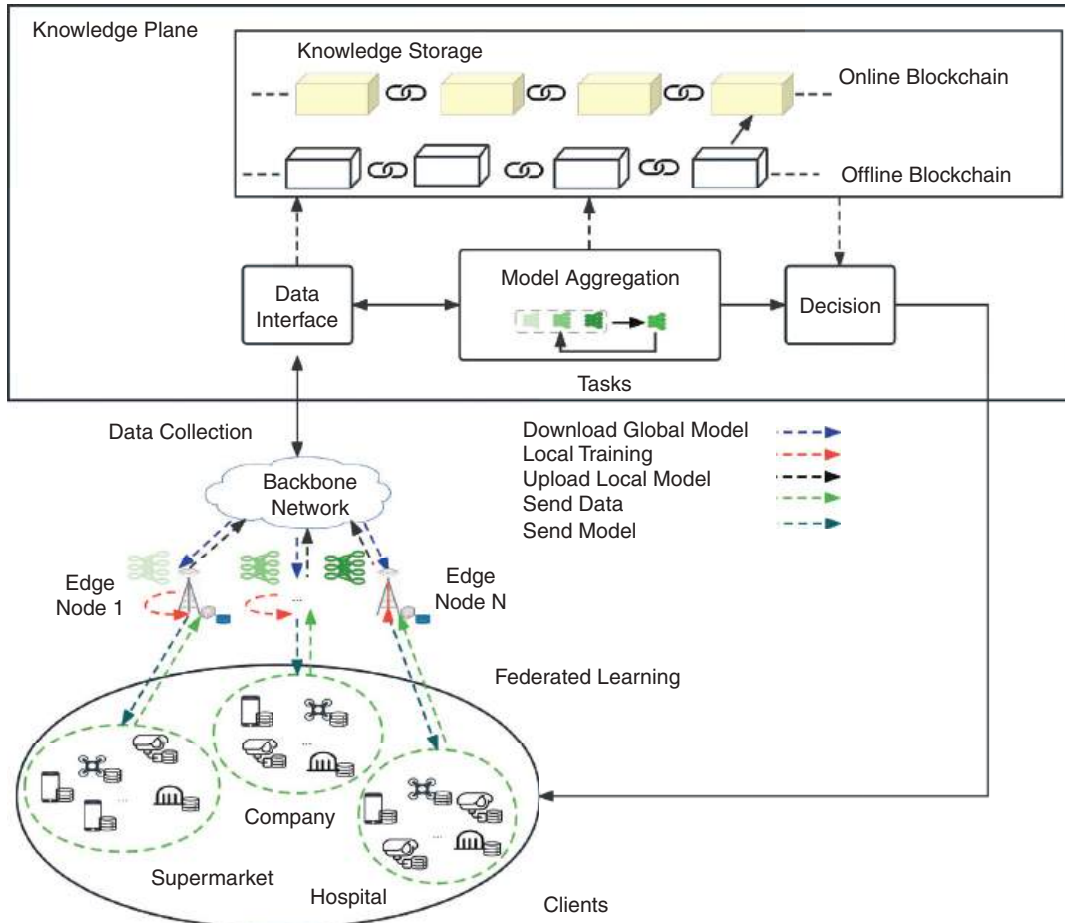 Knowledge Plane
Knowledge Storage
Online Blockchain
Offline Blockchain
Data
Interface
Model Aggregation
Decision
Tasks
Data Collection
Download Global Model
Local Training
Upload Local Model
Send Data
Send Model
Backbone
Network
Edge
Node 1
...
Edge
Node N
Federated Learning
...
...
...
Company
Supermarket
Hospital
Clients